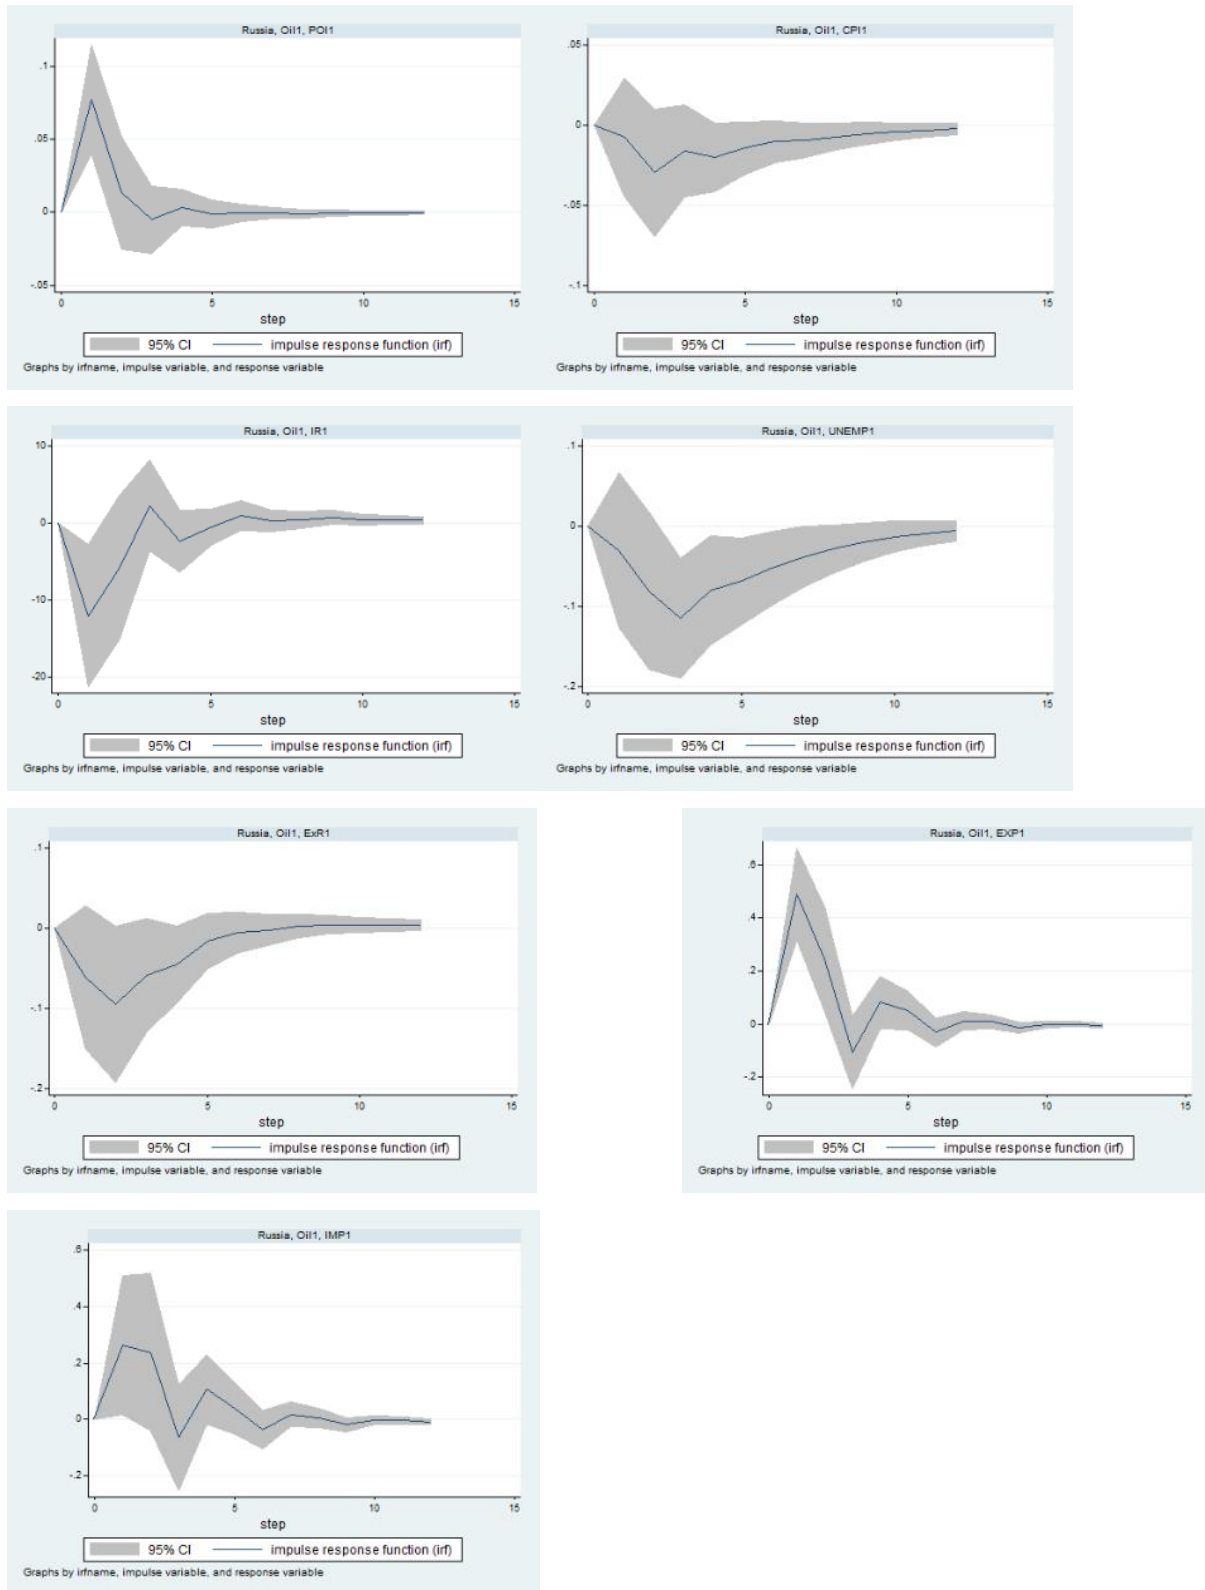 Russia, Oil1, POI1
.1
.05
0
-.05
0 5 10 15
step
95% CI impulse response function (irf)
Graphs by irfname, impulse variable, and response variable
Russia, Oil1, CPI1
.05
0
-.05
-.1
0 5 10 15
step
95% CI impulse response function (irf)
Graphs by irfname, impulse variable, and response variable
Russia, Oil1, IR1
10
0
-10
-20
0 5 10 15
step
95% CI impulse response function (irf)
Graphs by irfname, impulse variable, and response variable
Russia, Oil1, UNEMP1
.1
0
-.1
-.2
0 5 10 15
step
95% CI impulse response function (irf)
Graphs by irfname, impulse variable, and response variable
Russia, Oil1, ExR1
.1
0
-.1
-.2
0 5 10 15
step
95% CI impulse response function (irf)
Graphs by irfname, impulse variable, and response variable
Russia, Oil1, EXP1
.6
.4
.2
0
-.2
0 5 10 15
step
95% CI impulse response function (irf)
Graphs by irfname, impulse variable, and response variable
Russia, Oil1, IMP1
.6
.4
.2
0
-.2
0 5 10 15
step
95% CI impulse response function (irf)
Graphs by irfname, impulse variable, and response variable